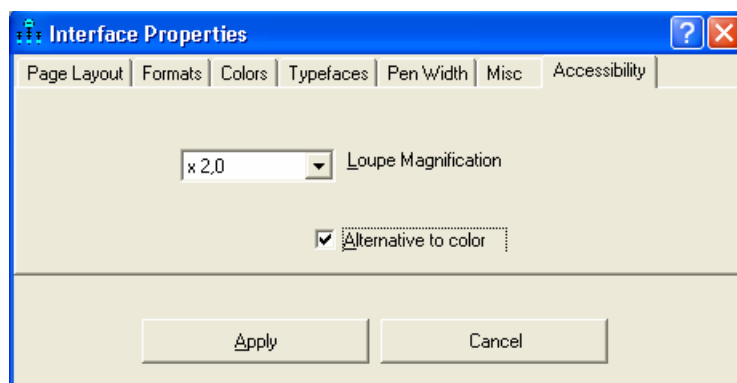 Interface Properties
Page Layout Formats Colors Typefaces Pen Width Misc Accessibility
x 2,0 Loupe Magnification
Alternative to color
Apply Cancel